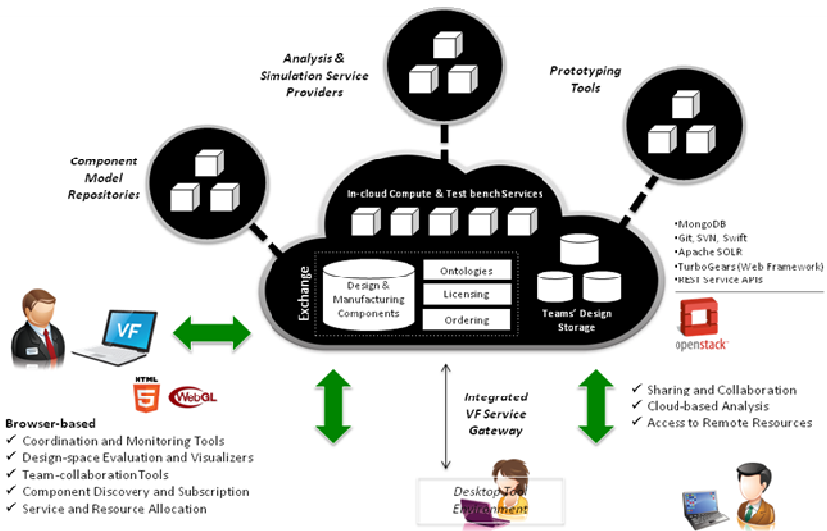 Analysis &
Simulation Service
Providers
Prototyping
Tools
Component
Model
Repositories
In-cloud Compute & Test bench Services
Exchange
Design &
Manufacturing
Components
Ontologies
Licensing
Ordering
Teams' Design
Storage
•MongoDB
•Git, SVN, Swift
•Apache SOLR
•TurboGears (Web Framework)
•REST Service APIs
openstack™
VF
HTML
5
WebGL
Browser-based
✓ Coordination and Monitoring Tools
✓ Design-space Evaluation and Visualizers
✓ Team-collaboration Tools
✓ Component Discovery and Subscription
✓ Service and Resource Allocation
Integrated
VF Service
Gateway
✓ Sharing and Collaboration
✓ Cloud-based Analysis
✓ Access to Remote Resources
Desktop Tool
Environment